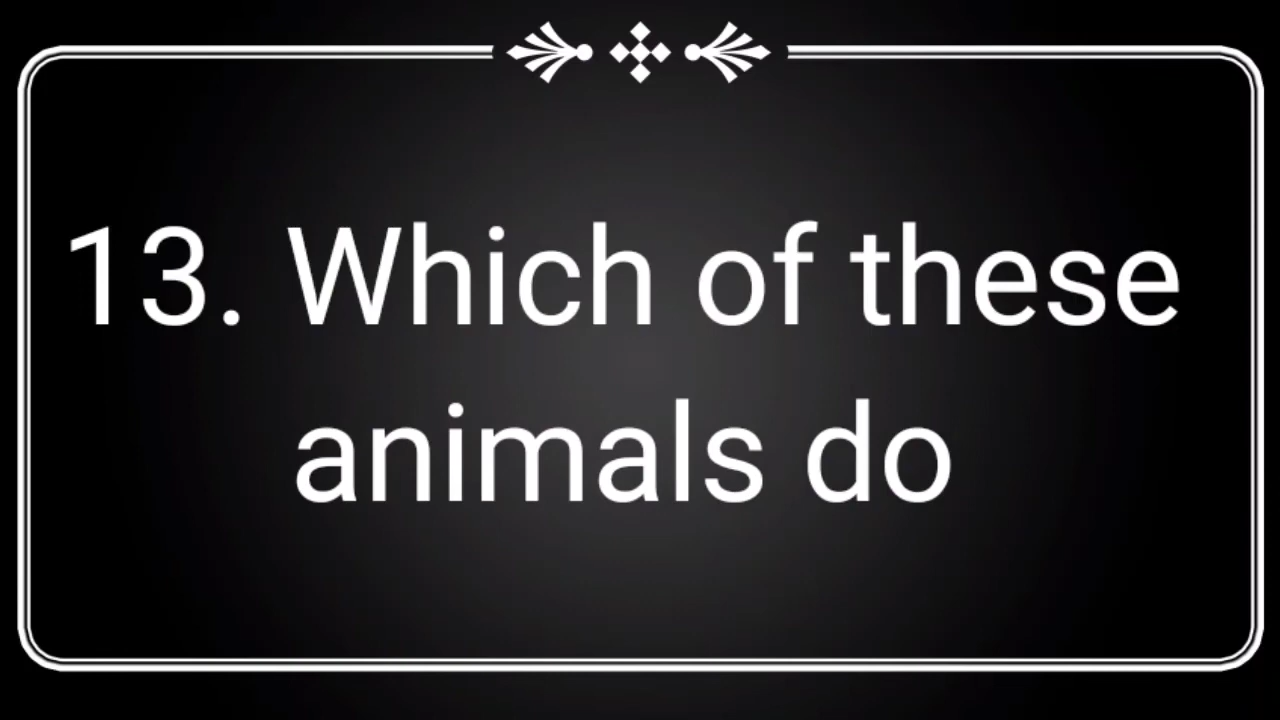 13. Which of these
animals do